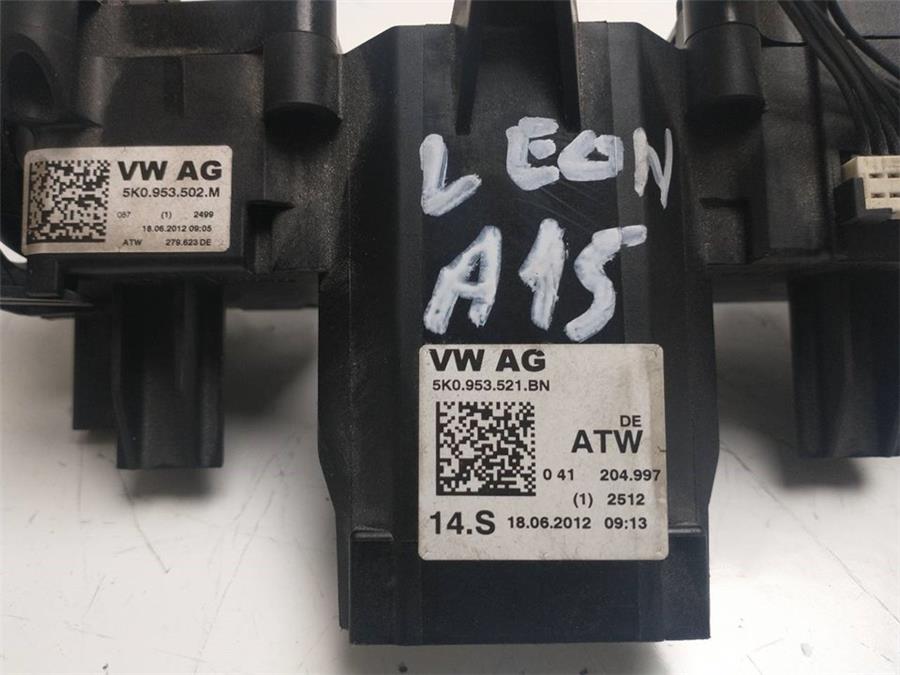 VW AG
5K0.953.502.M
087 (1) 2499
18.06.2012 09:05
ATW 279.623 DE
LEON
A15
VW AG
5K0.953.521.BN
DE
ATW
0 41 204.997
(1) 2512
14.S 18.06.2012 09:13